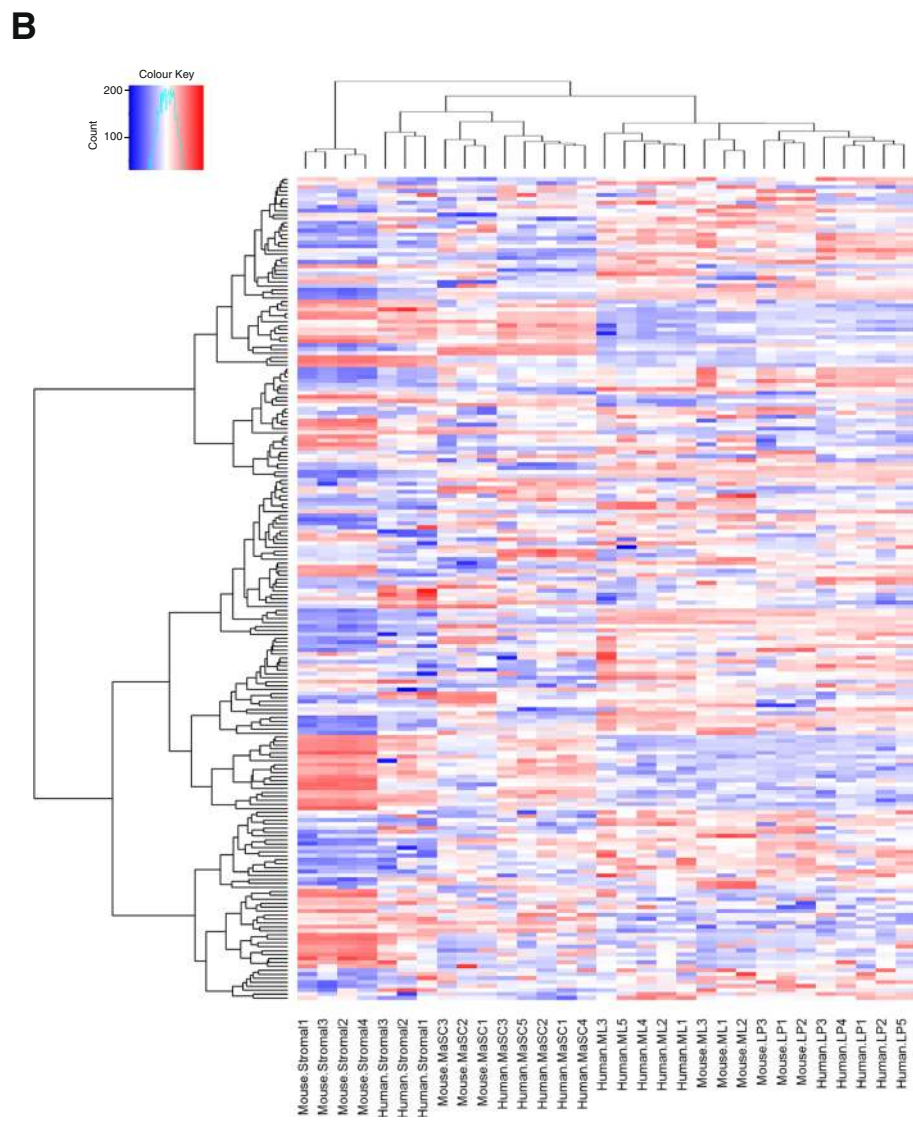 B
Colour Key
200
100
Count
Mouse.Stromal1
Mouse.Stromal3
Mouse.Stromal2
Mouse.Stromal4
Human.Stromal3
Human.Stromal2
Human.Stromal1
Mouse.MaSC3
Mouse.MaSC2
Mouse.MaSC1
Human.MaSC3
Human.MaSC5
Human.MaSC2
Human.MaSC1
Human.MaSC4
Human.ML3
Human.ML5
Human.ML4
Human.ML2
Human.ML1
Mouse.ML3
Mouse.ML1
Mouse.ML2
Mouse.LP3
Mouse.LP1
Mouse.LP2
Human.LP3
Human.LP4
Human.LP1
Human.LP2
Human.LP5